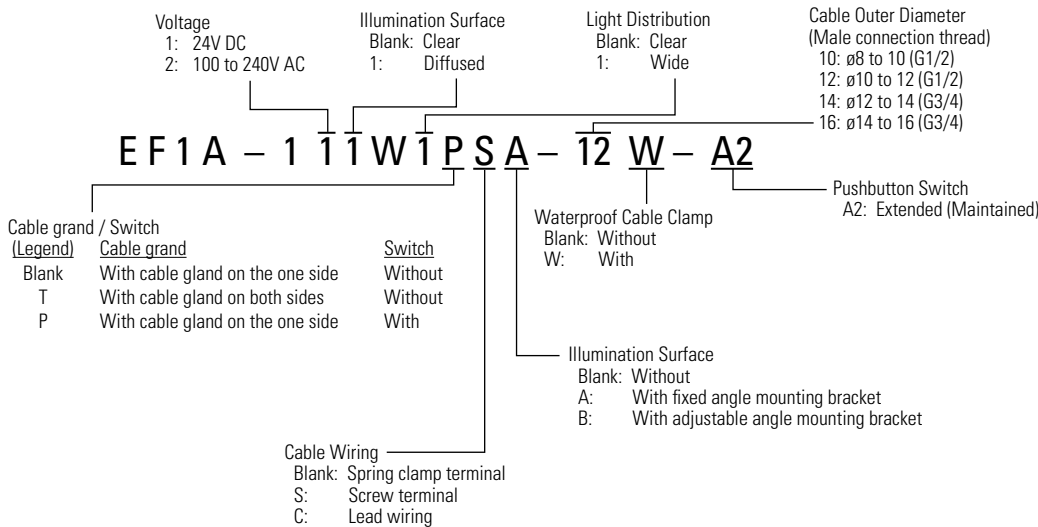 Voltage
1: 24V DC
2: 100 to 240V AC
Illumination Surface
Blank: Clear
1: Diffused
Light Distribution
Blank: Clear
1: Wide
Cable Outer Diameter
(Male connection thread)
10: ø8 to 10 (G1/2)
12: ø10 to 12 (G1/2)
14: ø12 to 14 (G3/4)
16: ø14 to 16 (G3/4)
EF1A – 1 1 1 W 1 P S A – 12 W – A2
Pushbutton Switch
A2: Extended (Maintained)
Waterproof Cable Clamp
Blank: Without
W: With
Cable grand / Switch
(Legend) Cable grand Switch
Blank With cable gland on the one side Without
T With cable gland on both sides Without
P With cable gland on the one side With
Illumination Surface
Blank: Without
A: With fixed angle mounting bracket
B: With adjustable angle mounting bracket
Cable Wiring
Blank: Spring clamp terminal
S: Screw terminal
C: Lead wiring